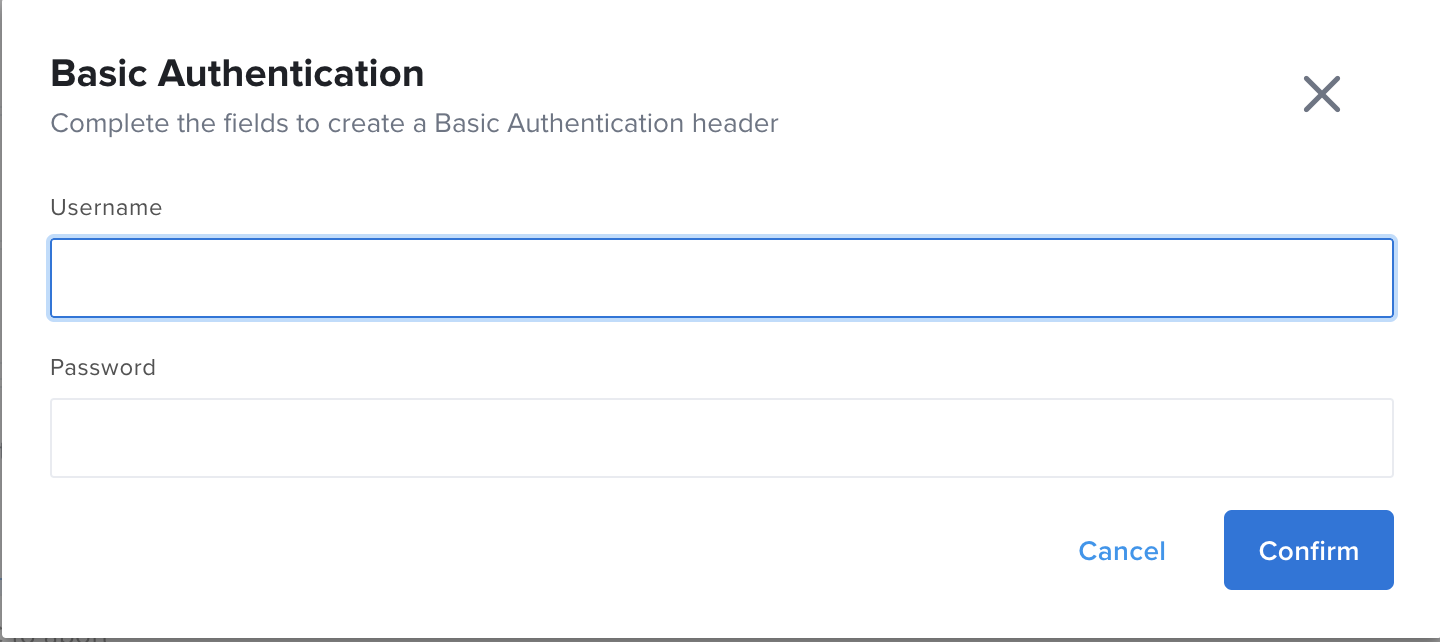 Basic Authentication
Complete the fields to create a Basic Authentication header
Username
Password
Cancel
Confirm